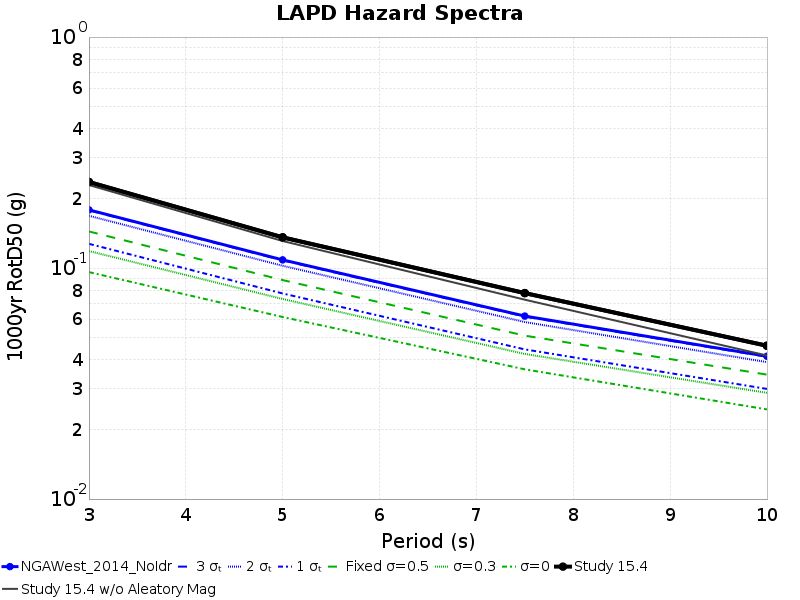 LAPD Hazard Spectra
10⁰
8
6
4
3
2
10⁻¹
8
6
4
3
2
10⁻²
1000yr RotD50 (g)
3 4 5 6 7 8 9 10
Period (s)
NGAWest_2014_NoIdr 3 σₜ 2 σₜ 1 σₜ Fixed σ=0.5 σ=0.3 σ=0 Study 15.4
Study 15.4 w/o Aleatory Mag